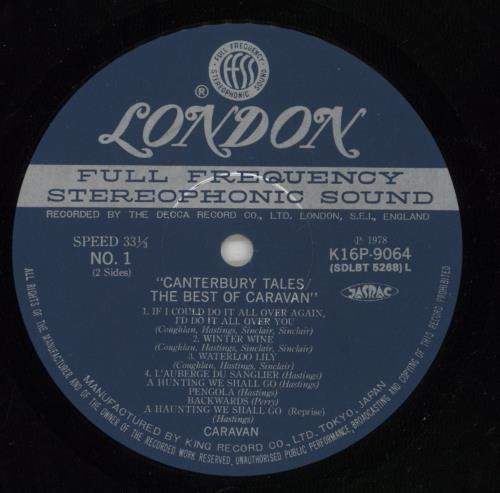 FULL FREQUENCY
ffss
STEREOPHONIC SOUND
®
LONDON
FULL FREQUENCY
STEREOPHONIC SOUND
RECORDED BY THE DECCA RECORD CO., LTD. LONDON, S.E.I., ENGLAND
SPEED 33⅓
NO. 1
(2 Sides)
Ⓟ 1978
K16P-9064
(SDLBT 5268) L
JASRAC
"CANTERBURY TALES/
THE BEST OF CARAVAN"
1. IF I COULD DO IT ALL OVER AGAIN,
I'D DO IT ALL OVER YOU
(Coughlan, Hastings, Sinclair, Sinclair)
2. WINTER WINE
(Coughlan, Hastings, Sinclair, Sinclair)
3. WATERLOO LILY
(Coughlan, Hastings, Sinclair, Sinclair)
4. L'AUBERGE DU SANGLIER (Hastings)
A HUNTING WE SHALL GO (Hastings)
PENGOLA (Hastings)
BACKWARDS (Perry)
A HAUNTING WE SHALL GO (Reprise)
(Hastings)
CARAVAN
MANUFACTURED BY KING RECORD CO., LTD. TOKYO, JAPAN
ALL RIGHTS OF THE MANUFACTURER AND OF THE OWNER OF THE RECORDED WORK RESERVED, UNAUTHORISED PUBLIC PERFORMANCE, BROADCASTING AND COPYING OF THIS RECORD PROHIBITED